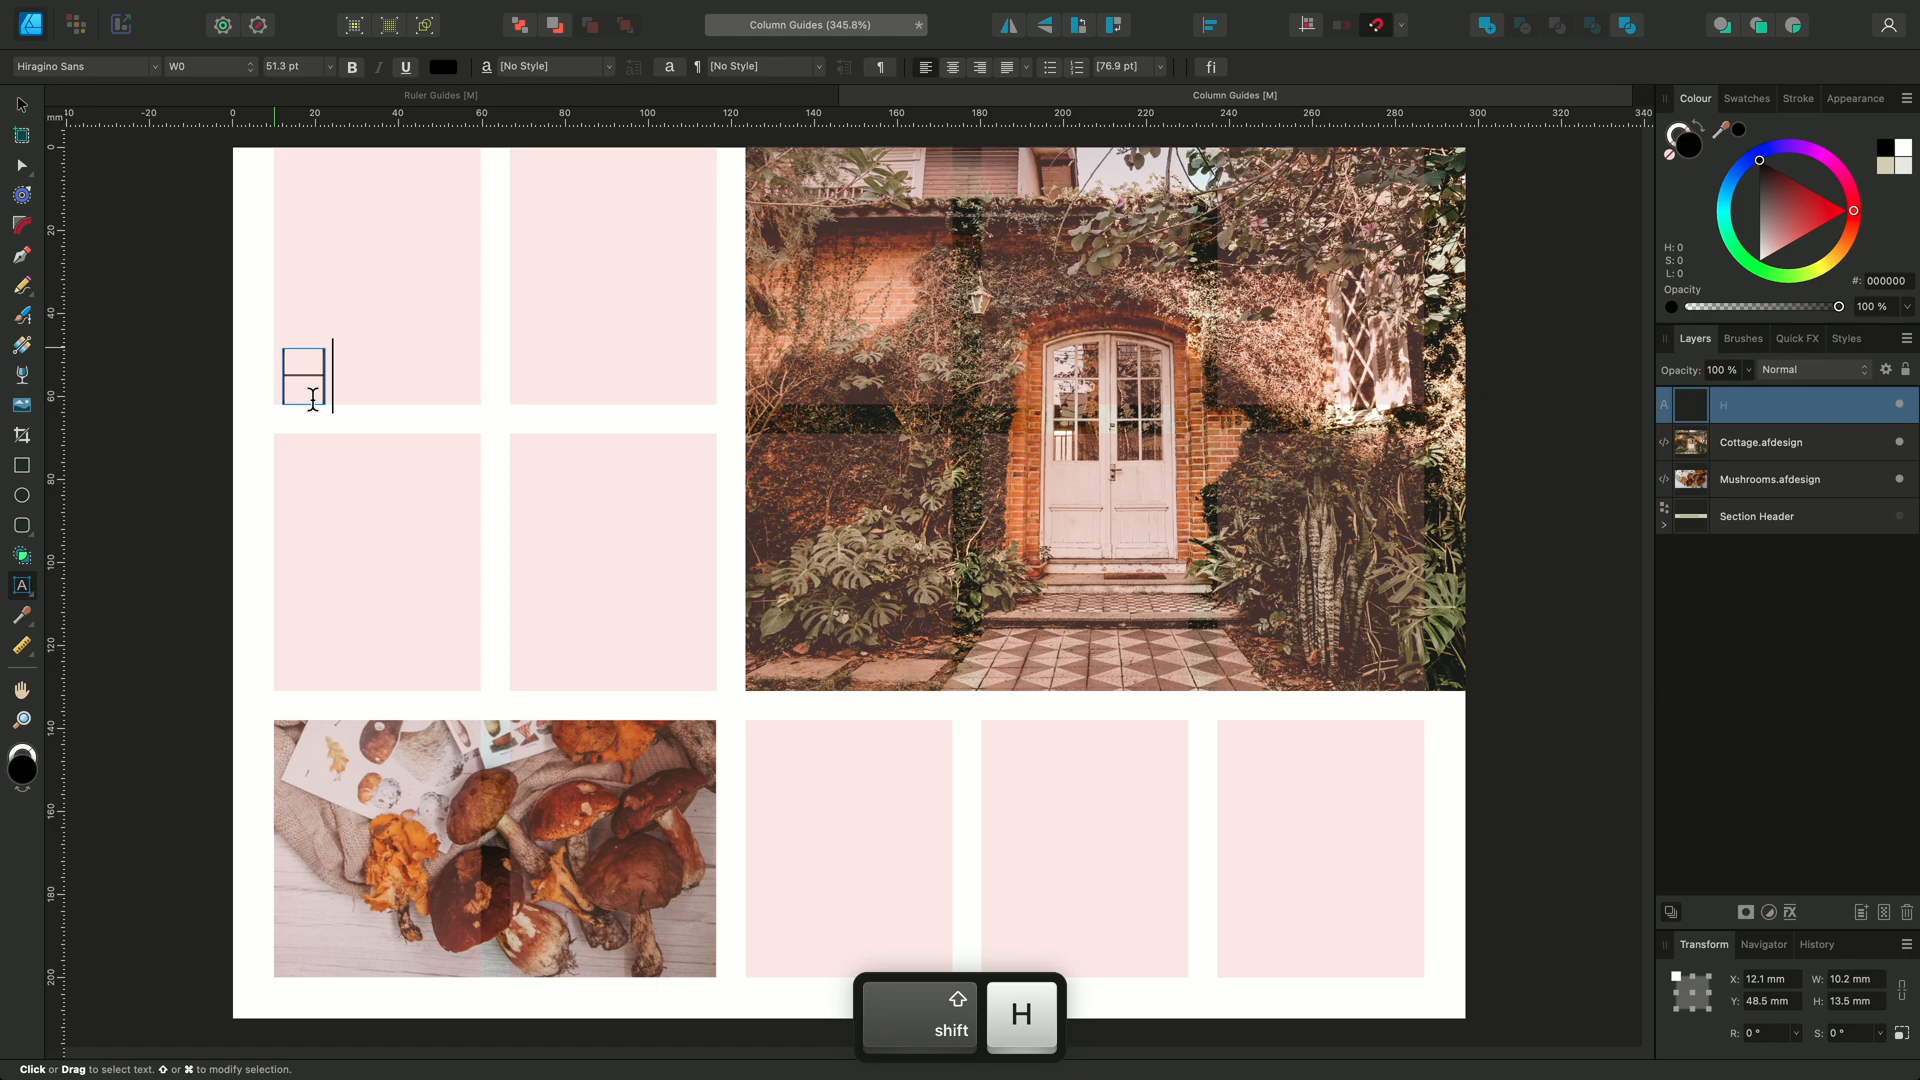 Column Guides (345.8%)
*
Hiragino Sans
W0
51.3 pt
B
I
U
a
[No Style]
a
¶
[No Style]
¶
[76.9 pt]
fi
Ruler Guides [M]
Column Guides [M]
mm
-20
0
20
40
60
80
100
120
140
160
180
200
220
240
260
280
300
320
340
0
20
40
60
80
100
120
140
160
180
200
H
A
shift
H
Colour
Swatches
Stroke
Appearance
H: 0
S: 0
L: 0
#: 000000
Opacity
100 %
Layers
Brushes
Quick FX
Styles
Opacity: 100 %
Normal
A
H
Cottage.afdesign
Mushrooms.afdesign
Section Header
Transform
Navigator
History
X: 12.1 mm
W: 10.2 mm
Y: 48.5 mm
H: 13.5 mm
R: 0 °
S: 0 °
Click or Drag to select text. ⇧ or ⌘ to modify selection.